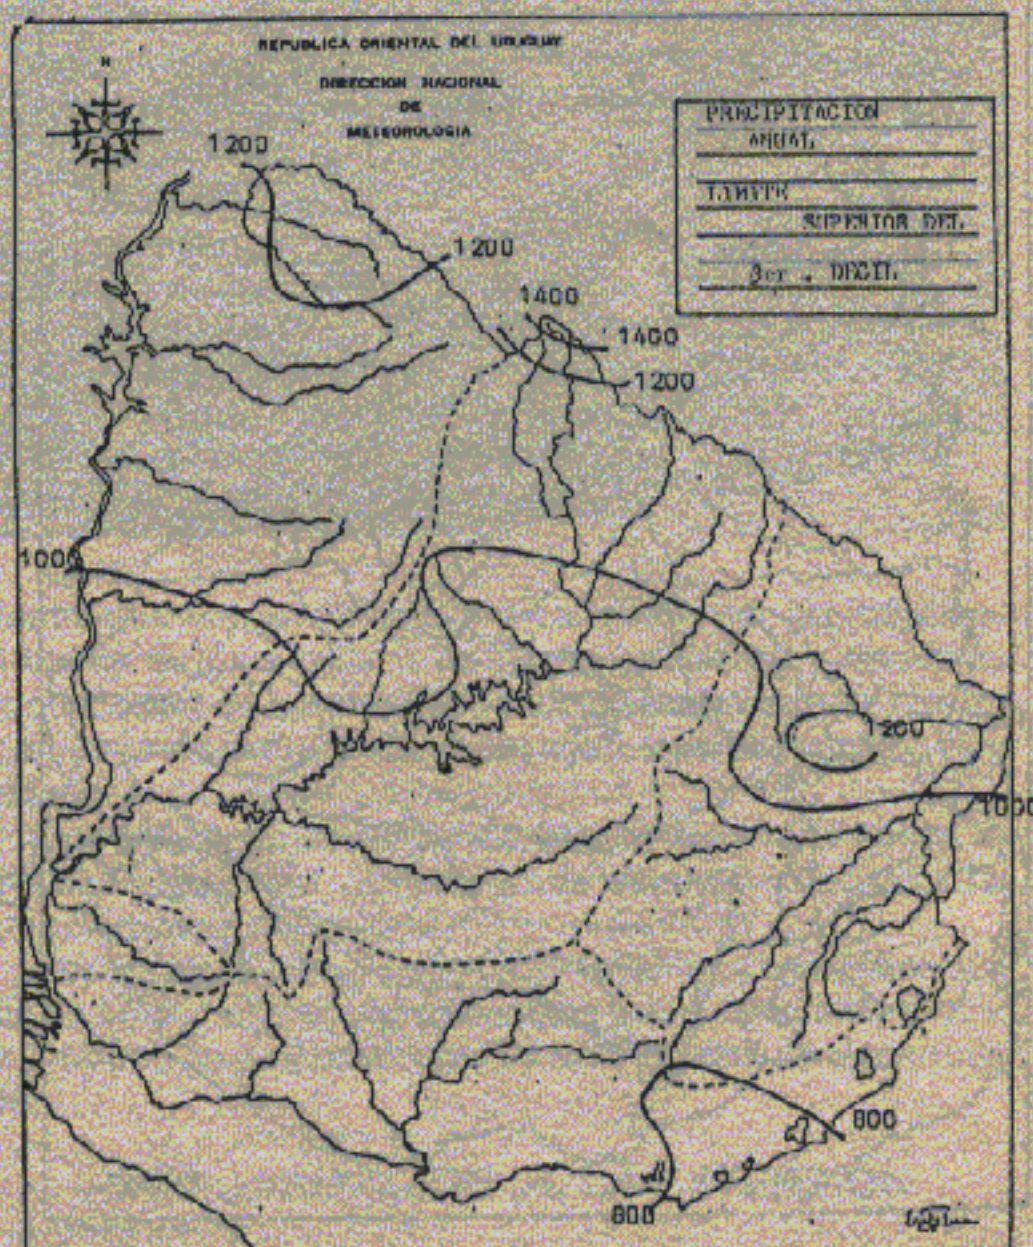 REPUBLICA ORIENTAL DEL URUGUAY
DIRECCION NACIONAL
DE
METEOROLOGIA
N
PRECIPITACION
ANUAL
LIMITE
SUPERIOR DEL
3er. DECIL
1200
1200
1400
1400
1200
1000
1200
1000
800
800